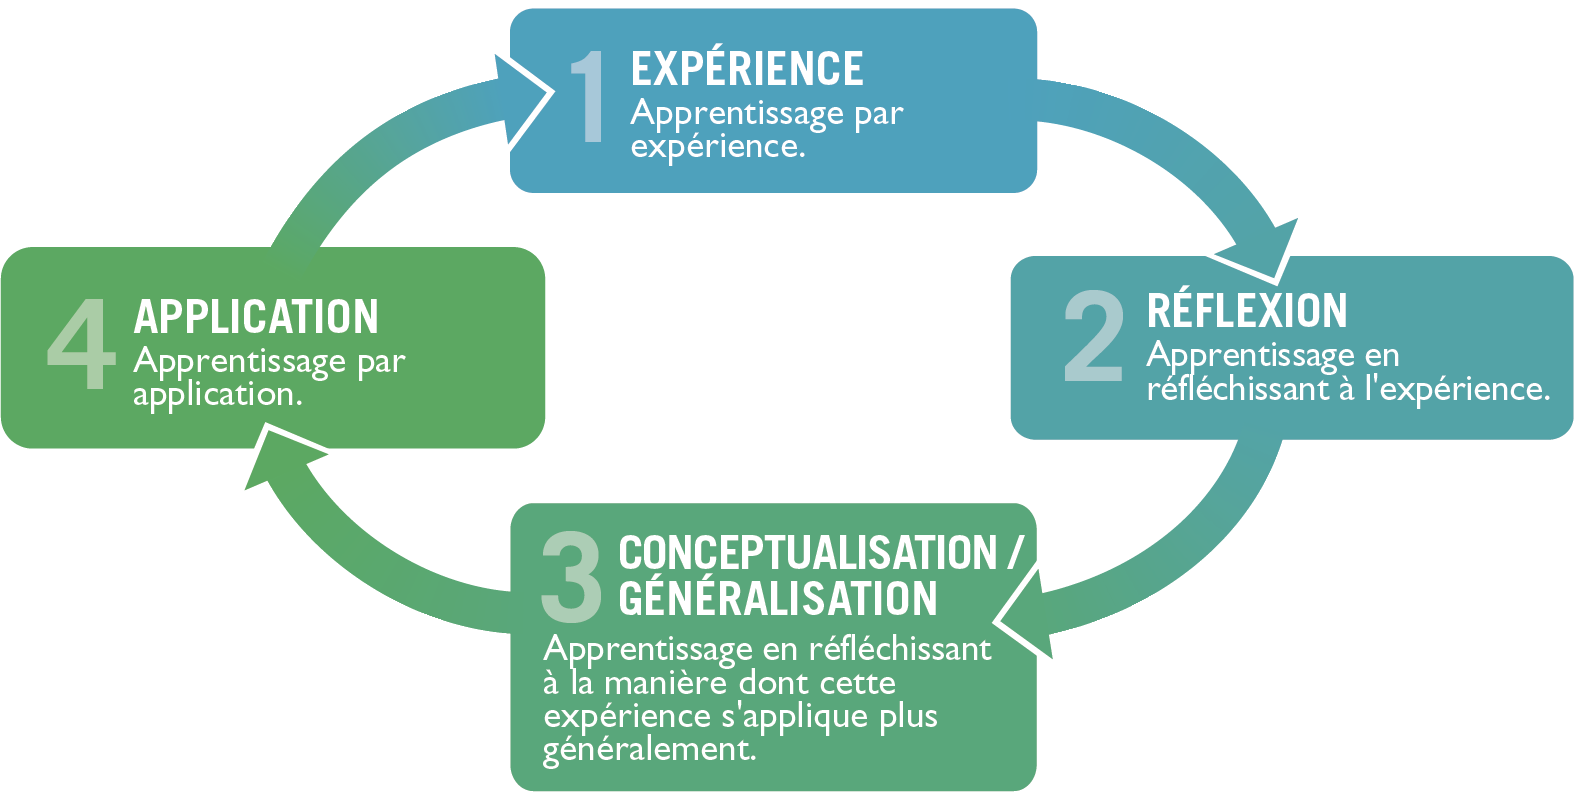 1
EXPÉRIENCE
Apprentissage par
expérience.
2
RÉFLEXION
Apprentissage en
réfléchissant à l'expérience.
3
CONCEPTUALISATION /
GÉNÉRALISATION
Apprentissage en réfléchissant
à la manière dont cette
expérience s'applique plus
généralement.
4
APPLICATION
Apprentissage par
application.